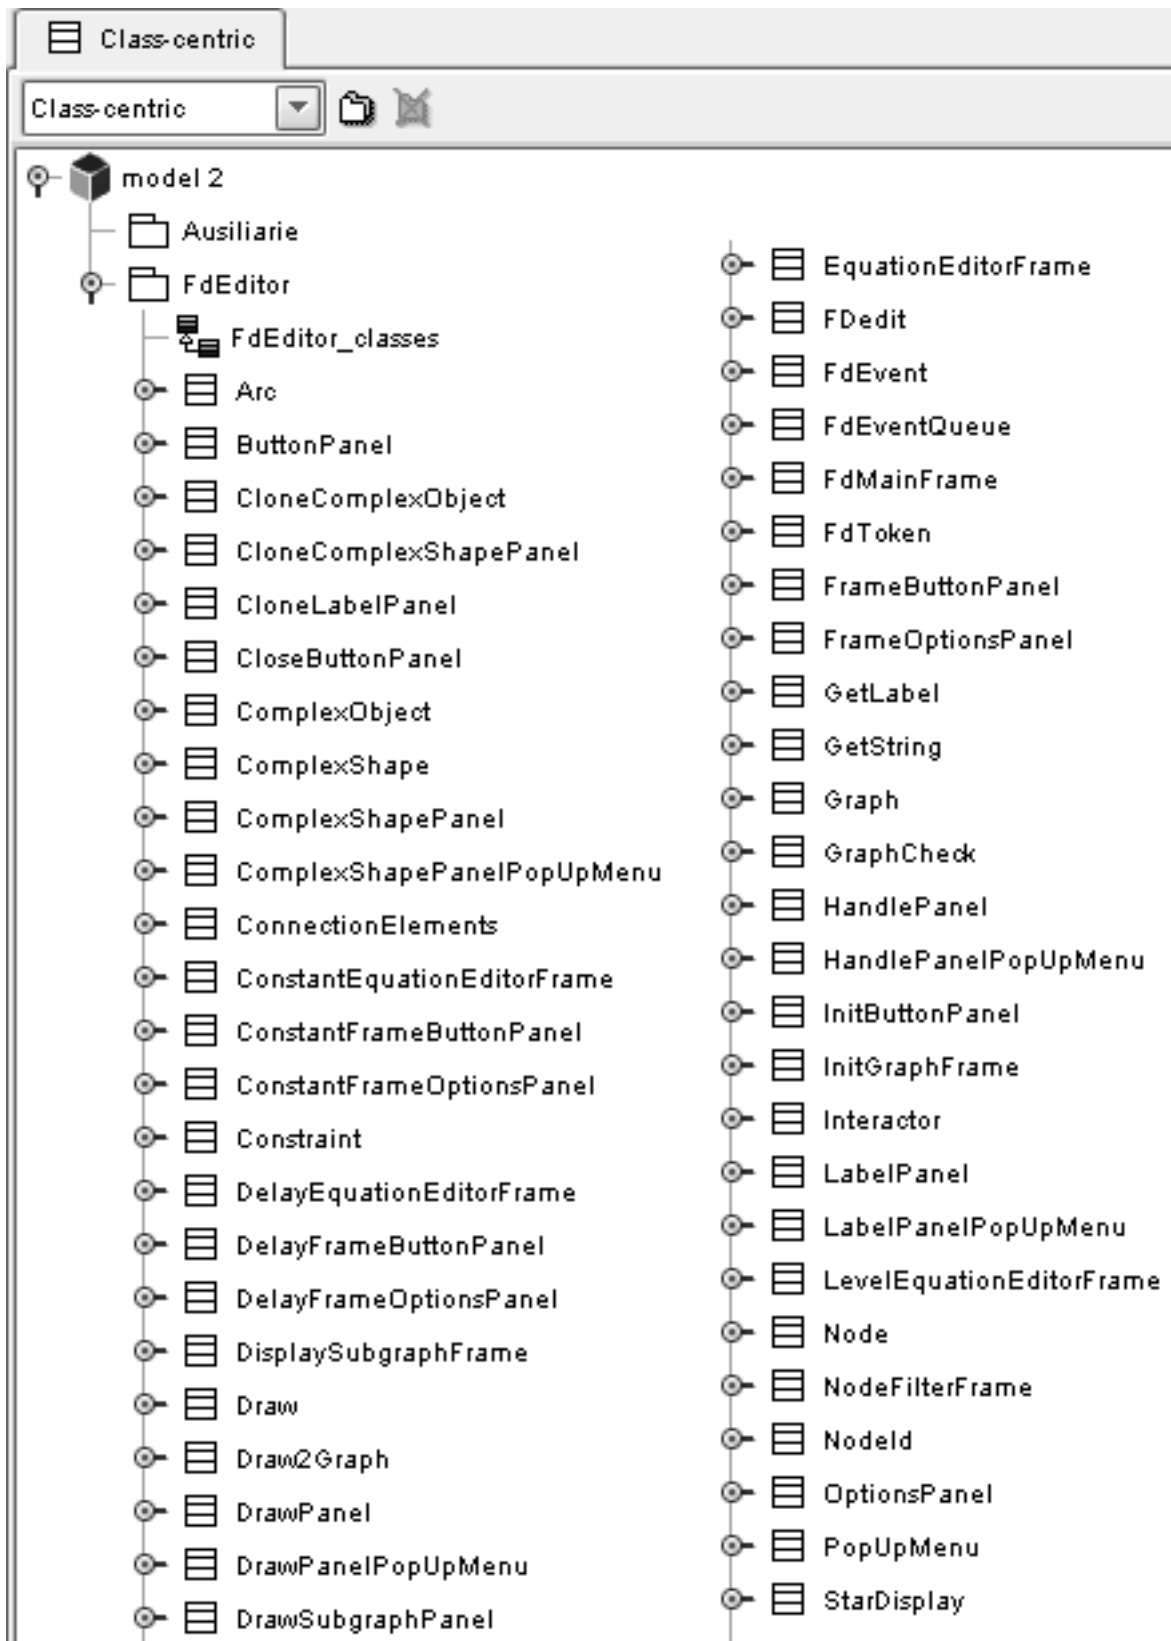 Class-centric
Class-centric
model 2
Ausiliarie
FdEditor
FdEditor_classes
Arc
ButtonPanel
CloneComplexObject
CloneComplexShapePanel
CloneLabelPanel
CloseButtonPanel
ComplexObject
ComplexShape
ComplexShapePanel
ComplexShapePanelPopUpMenu
ConnectionElements
ConstantEquationEditorFrame
ConstantFrameButtonPanel
ConstantFrameOptionsPanel
Constraint
DelayEquationEditorFrame
DelayFrameButtonPanel
DelayFrameOptionsPanel
DisplaySubgraphFrame
Draw
Draw2Graph
DrawPanel
DrawPanelPopUpMenu
DrawSubgraphPanel
EquationEditorFrame
FDedit
FdEvent
FdEventQueue
FdMainFrame
FdToken
FrameButtonPanel
FrameOptionsPanel
GetLabel
GetString
Graph
GraphCheck
HandlePanel
HandlePanelPopUpMenu
InitButtonPanel
InitGraphFrame
Interactor
LabelPanel
LabelPanelPopUpMenu
LevelEquationEditorFrame
Node
NodeFilterFrame
NodeId
OptionsPanel
PopUpMenu
StarDisplay